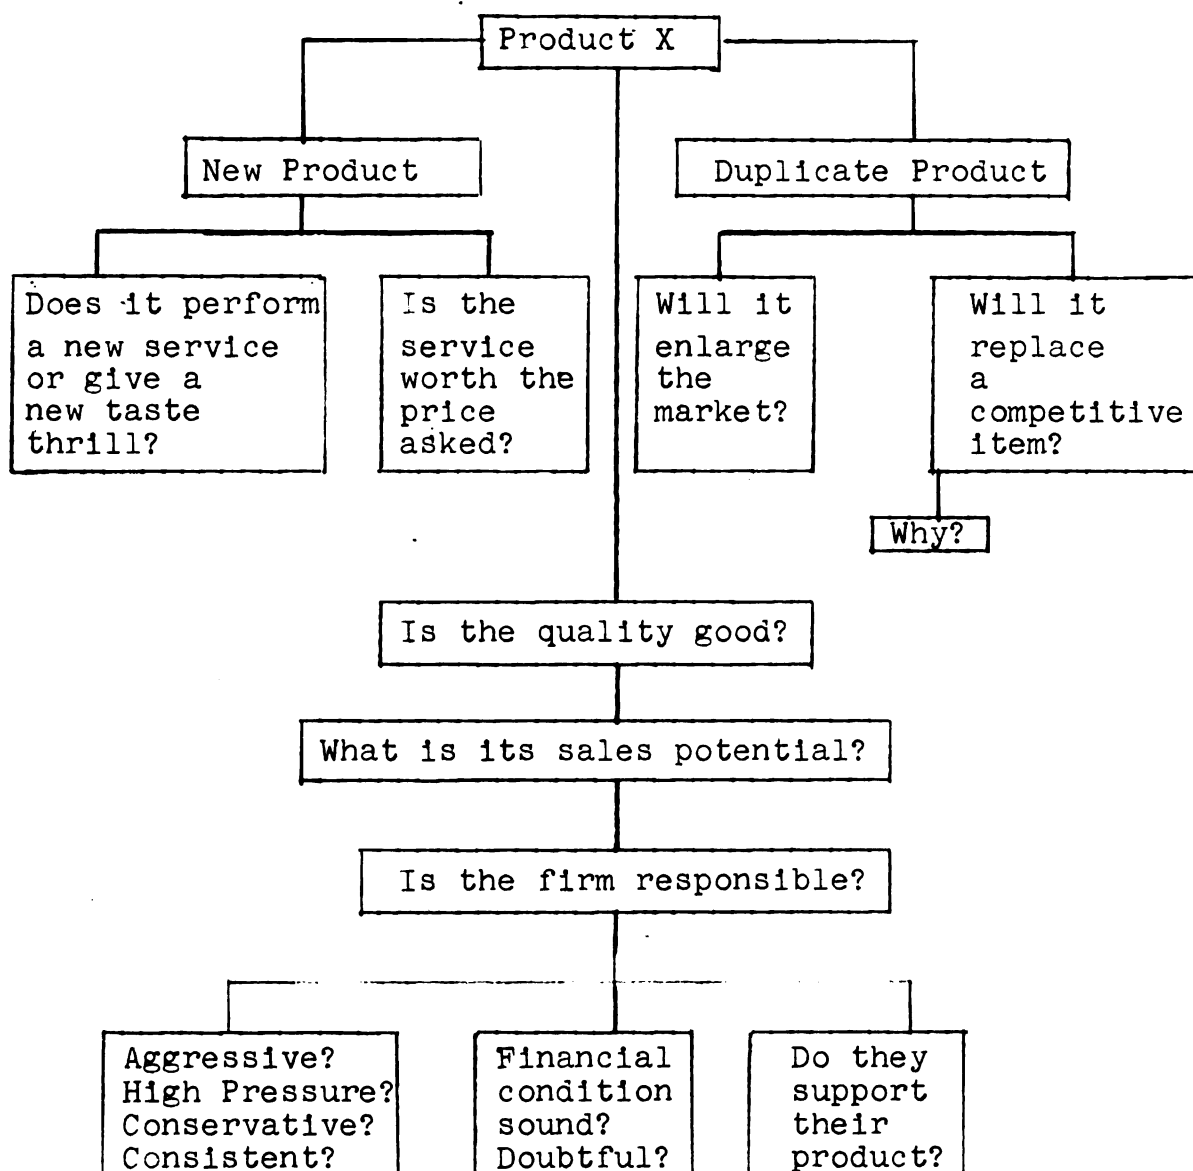 Product X
New Product
Duplicate Product
Does it perform
a new service
or give a
new taste
thrill?
Is the
service
worth the
price
asked?
Will it
enlarge
the
market?
Will it
replace
a
competitive
item?
Why?
Is the quality good?
What is its sales potential?
Is the firm responsible?
Aggressive?
High Pressure?
Conservative?
Consistent?
Financial
condition
sound?
Doubtful?
Do they
support
their
product?